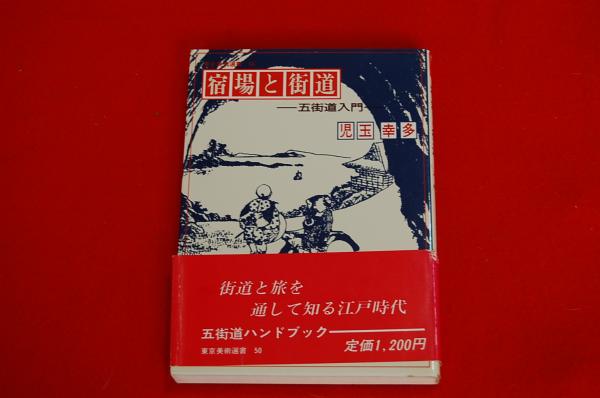 宿場と街道
—五街道入門—
児玉幸多
街道と旅を
通して知る江戸時代
五街道ハンドブック
東京美術選書 50
定価1,200円